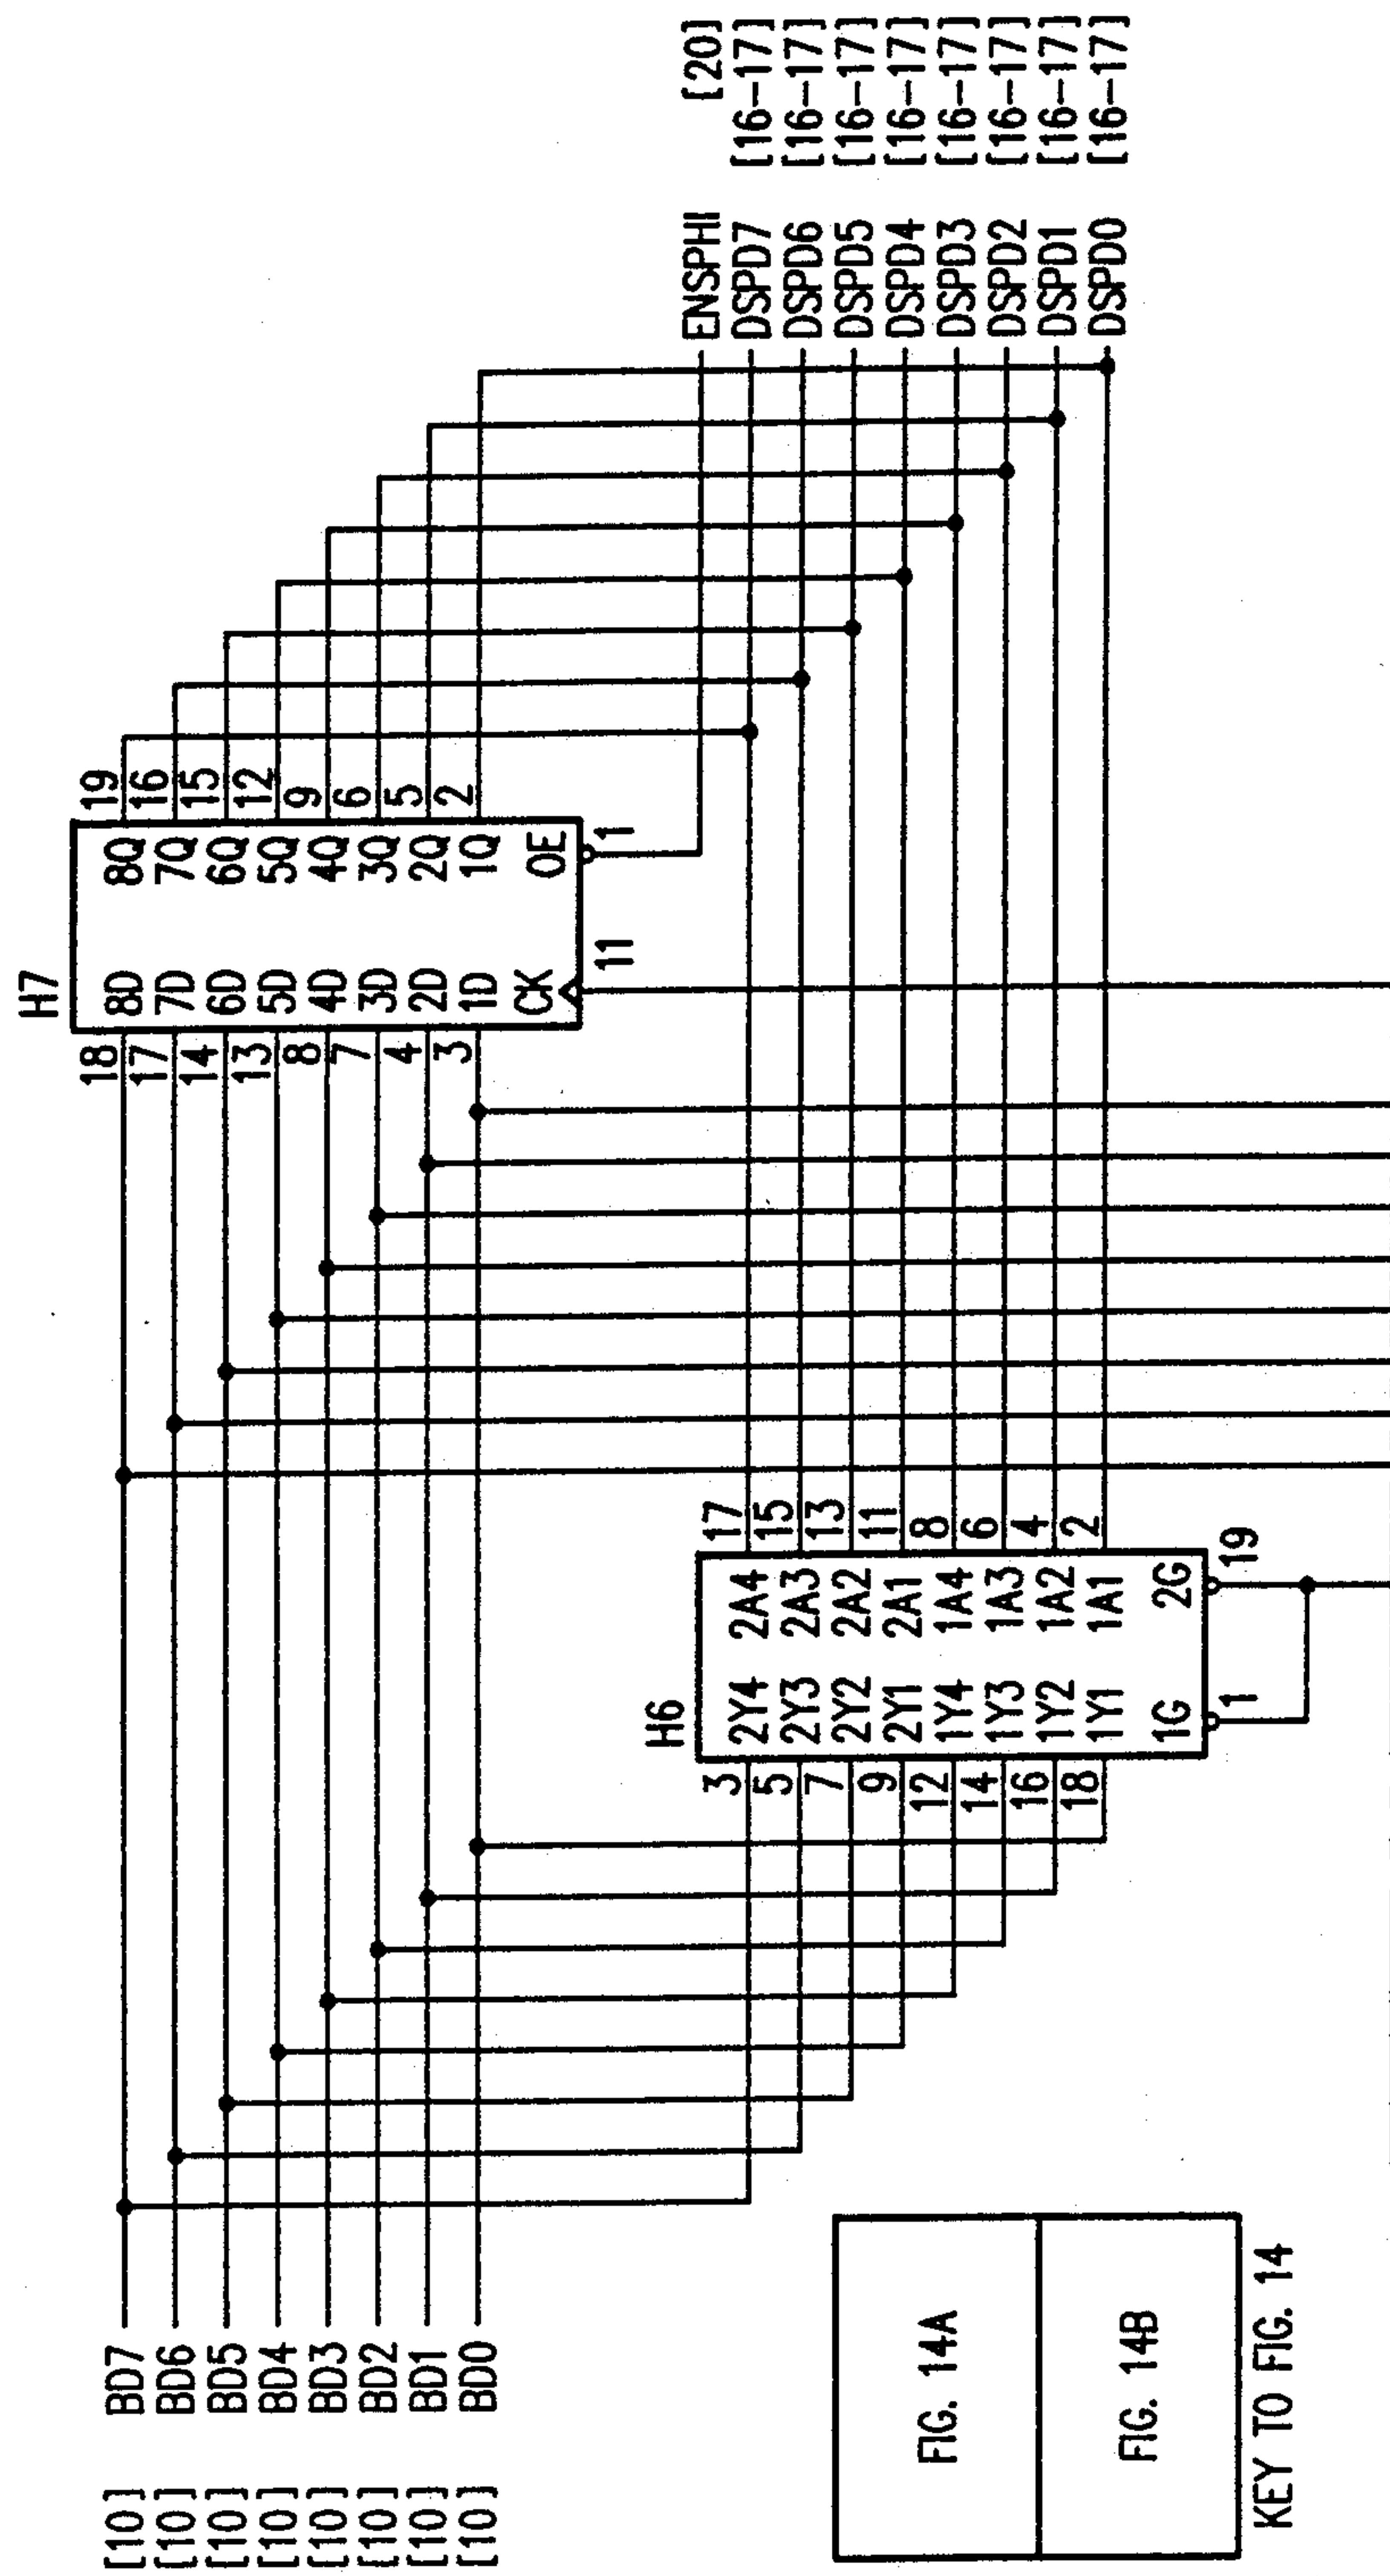 [10] BD7
[10] BD6
[10] BD5
[10] BD4
[10] BD3
[10] BD2
[10] BD1
[10] BD0
H7
18 8D 8Q 19
17 7D 7Q 16
14 6D 6Q 15
13 5D 5Q 12
8 4D 4Q 9
7 3D 3Q 6
4 2D 2Q 5
3 1D 1Q 2
CK OE
11 1
ENSPHI [20]
DSPD7 [16-17]
DSPD6 [16-17]
DSPD5 [16-17]
DSPD4 [16-17]
DSPD3 [16-17]
DSPD2 [16-17]
DSPD1 [16-17]
DSPD0 [16-17]
H6
3 2Y4 2A4 17
5 2Y3 2A3 15
7 2Y2 2A2 13
9 2Y1 2A1 11
12 1Y4 1A4 8
14 1Y3 1A3 6
16 1Y2 1A2 4
18 1Y1 1A1 2
1G 2G
1 19
FIG. 14A
FIG. 14B
KEY TO FIG. 14